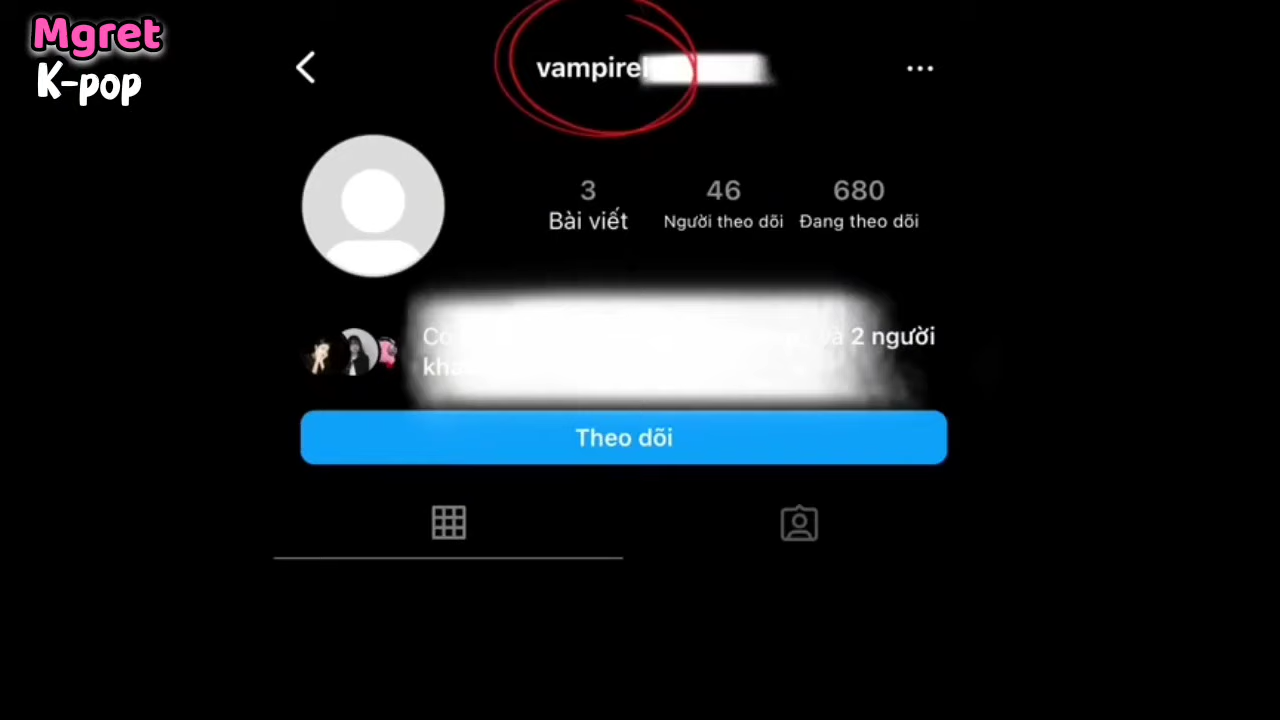 Mgret
K-pop
vampirel
3
46
680
Bài viết
Người theo dõi
Đang theo dõi
và 2 người
Theo dõi